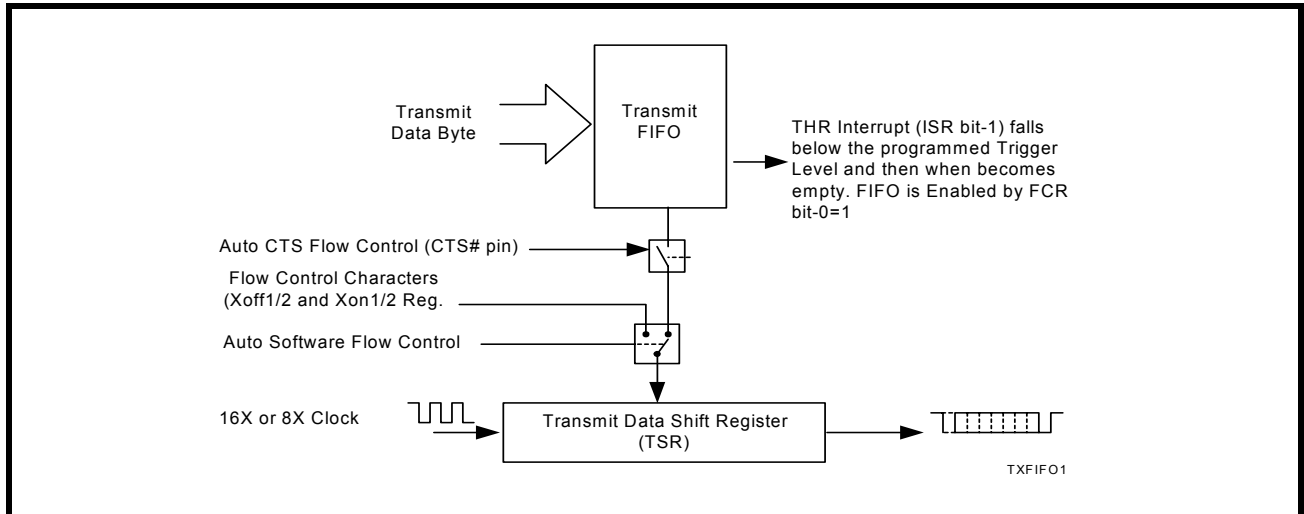 Transmit
Data Byte
Transmit
FIFO
THR Interrupt (ISR bit-1) falls
below the programmed Trigger
Level and then when becomes
empty. FIFO is Enabled by FCR
bit-0=1
Auto CTS Flow Control (CTS# pin)
Flow Control Characters
(Xoff1/2 and Xon1/2 Reg.
Auto Software Flow Control
16X or 8X Clock
Transmit Data Shift Register
(TSR)
TXFIFO1